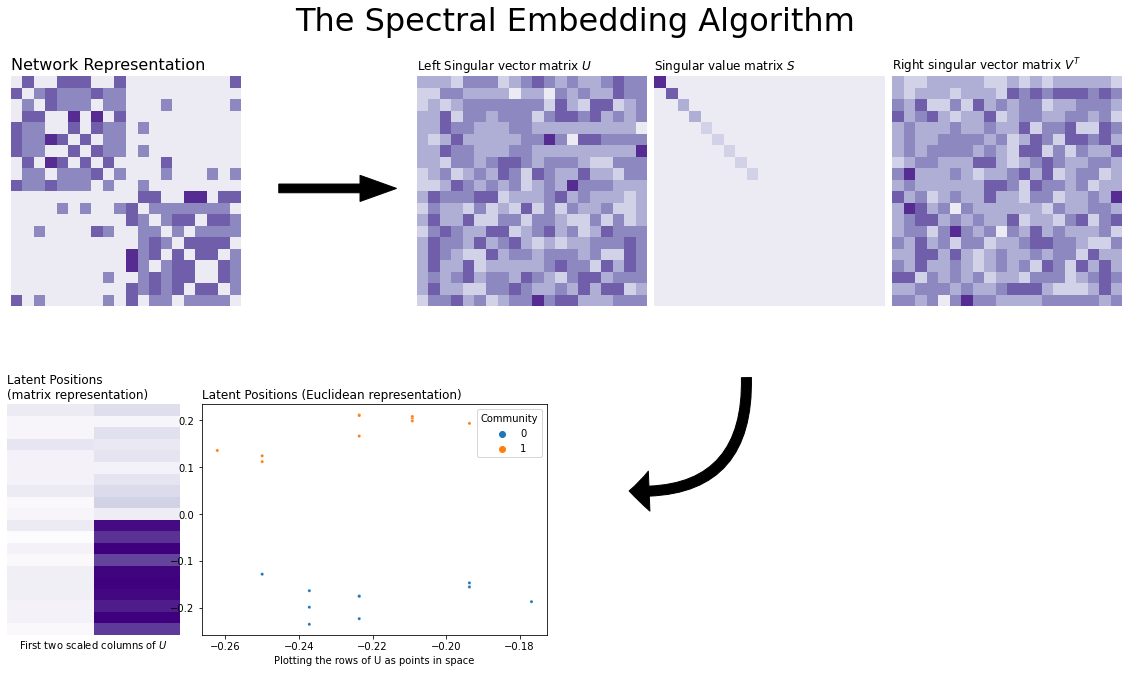 The Spectral Embedding Algorithm
Network Representation
Left Singular vector matrix U
Singular value matrix S
Right singular vector matrix V^T
Latent Positions
(matrix representation)
First two scaled columns of U
Latent Positions (Euclidean representation)
Community
0
1
0.2
0.1
0.0
−0.1
−0.2
−0.26
−0.24
−0.22
−0.20
−0.18
Plotting the rows of U as points in space